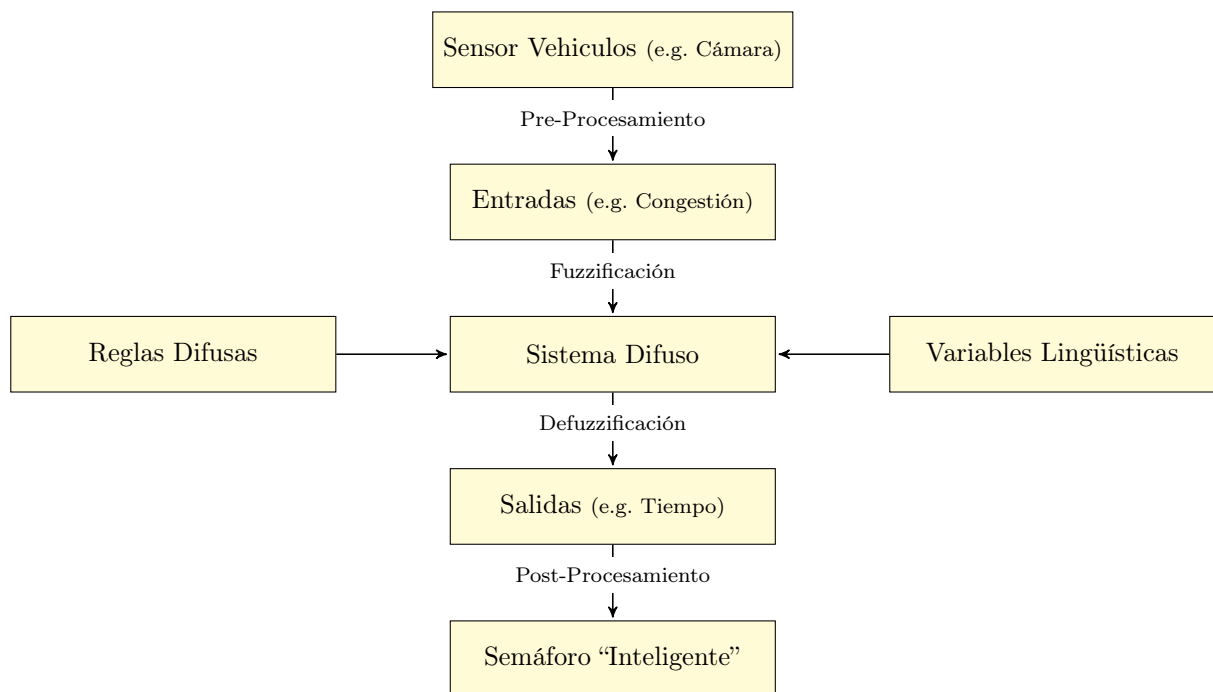 Sensor Vehiculos (e.g. Cámara)
Pre-Procesamiento
Entradas (e.g. Congestión)
Fuzzificación
Reglas Difusas
Sistema Difuso
Variables Lingüísticas
Defuzzificación
Salidas (e.g. Tiempo)
Post-Procesamiento
Semáforo “Inteligente”